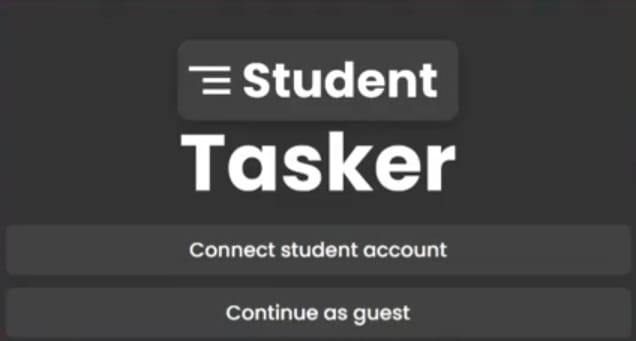 Student
Tasker
Connect student account
Continue as guest